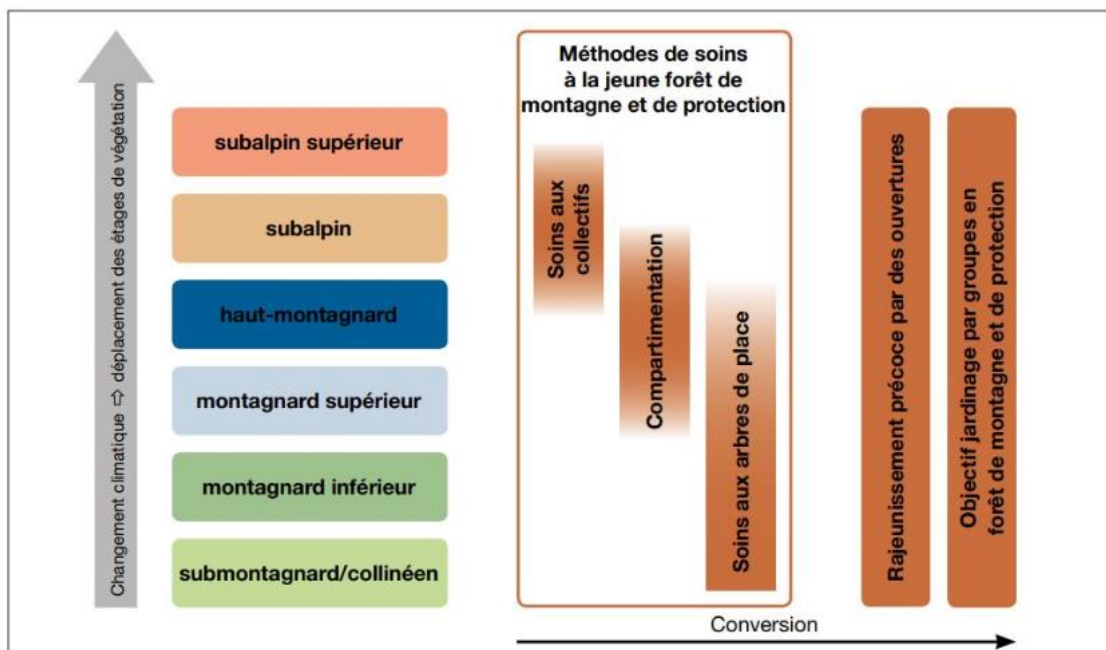 Changement climatique ⇨ déplacement des étages de végétation
subalpin supérieur
subalpin
haut-montagnard
montagnard supérieur
montagnard inférieur
submontagnard/collinéen
Méthodes de soins
à la jeune forêt de
montagne et de protection
Soins aux
collectifs
Compartimentation
Soins aux arbres de place
Rajeunissement précoce par des ouvertures
Objectif jardinage par groupes en
forêt de montagne et de protection
Conversion